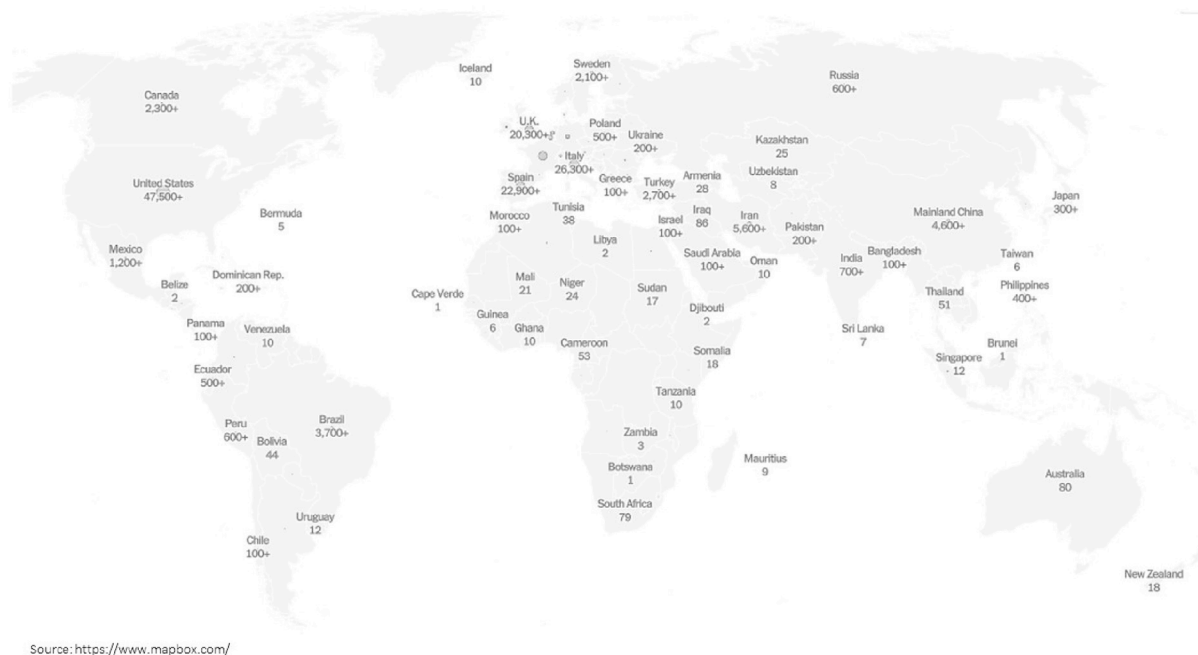 Iceland
10
Sweden
2,100+
Russia
600+
Canada
2,300+
U.K.
20,300+
Poland
500+
Ukraine
200+
Kazakhstan
25
Italy
26,300+
Uzbekistan
8
Spain
22,900+
Greece
100+
Turkey
2,700+
Armenia
28
United States
47,500+
Japan
300+
Bermuda
5
Morocco
100+
Tunisia
38
Israel
100+
Iraq
86
Iran
5,600+
Pakistan
200+
Mainland China
4,600+
Mexico
1,200+
Libya
2
Saudi Arabia
100+
Oman
10
India
700+
Bangladesh
100+
Taiwan
6
Belize
2
Dominican Rep.
200+
Mali
21
Niger
24
Sudan
17
Thailand
51
Philippines
400+
Cape Verde
1
Djibouti
2
Panama
100+
Venezuela
10
Guinea
6
Ghana
10
Cameroon
53
Somalia
18
Sri Lanka
7
Brunei
1
Singapore
12
Ecuador
500+
Tanzania
10
Peru
600+
Brazil
3,700+
Bolivia
44
Zambia
3
Mauritius
9
Botswana
1
Australia
80
South Africa
79
Uruguay
12
Chile
100+
New Zealand
18
Source: https://www.mapbox.com/